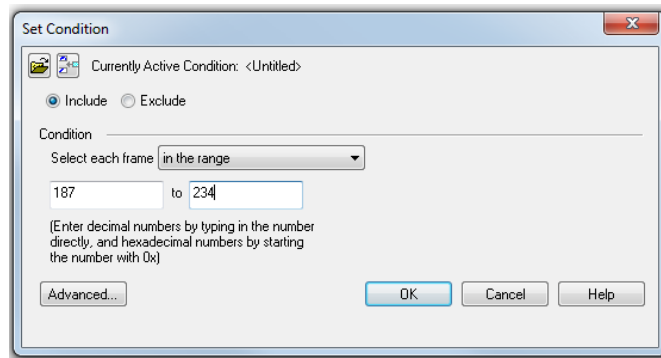 Set Condition
Currently Active Condition: <Untitled>
Include Exclude
Condition
Select each frame in the range
187 to 234
(Enter decimal numbers by typing in the number
directly, and hexadecimal numbers by starting
the number with 0x)
Advanced... OK Cancel Help